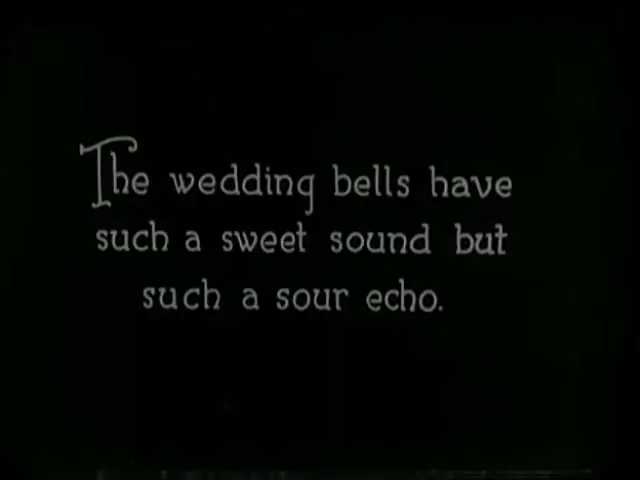 The wedding bells have
such a sweet sound but
such a sour echo.